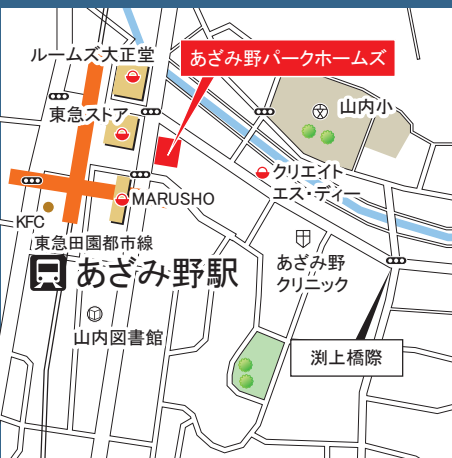 ルームズ大正堂
あざみ野パークホームズ
東急ストア
山内小
クリエイト
エス・ディー
MARUSHO
KFC
東急田園都市線
あざみ野駅
あざみ野
クリニック
山内図書館
渕上橋際